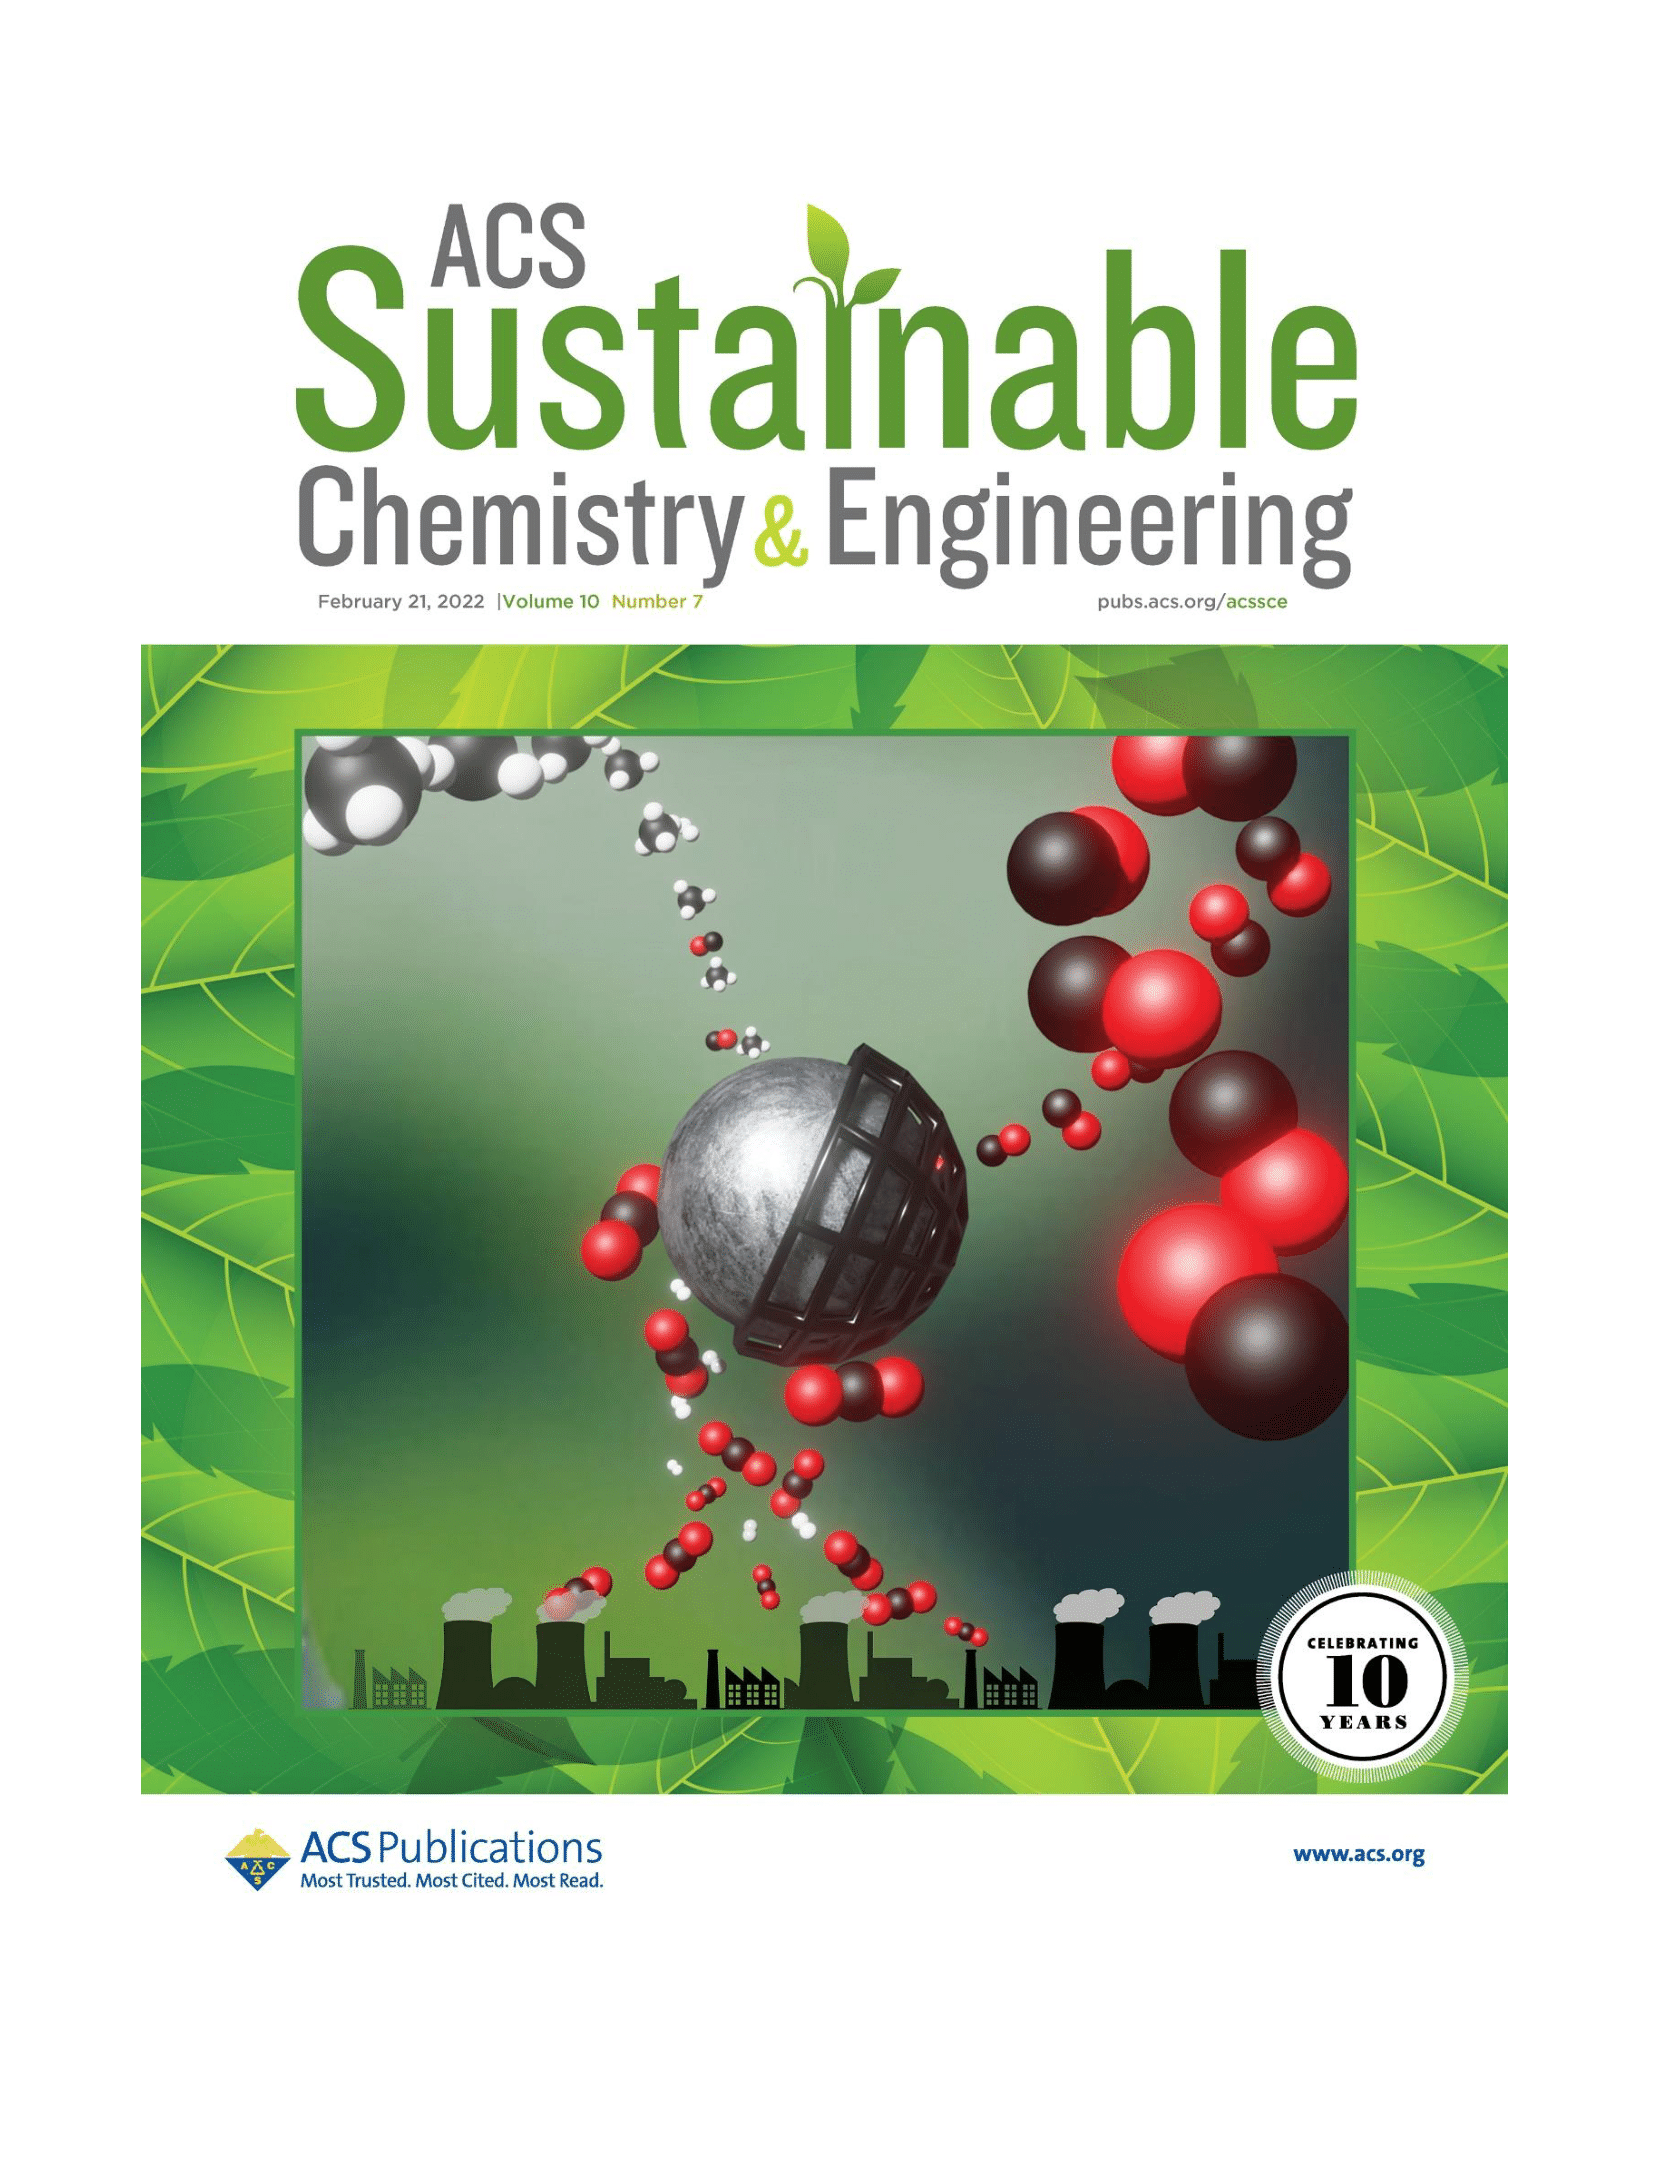 ACS
Sustainable
Chemistry & Engineering
February 21, 2022 |Volume 10 Number 7
pubs.acs.org/acssce
CELEBRATING
10
YEARS
A C S
ACS Publications
Most Trusted. Most Cited. Most Read.
www.acs.org